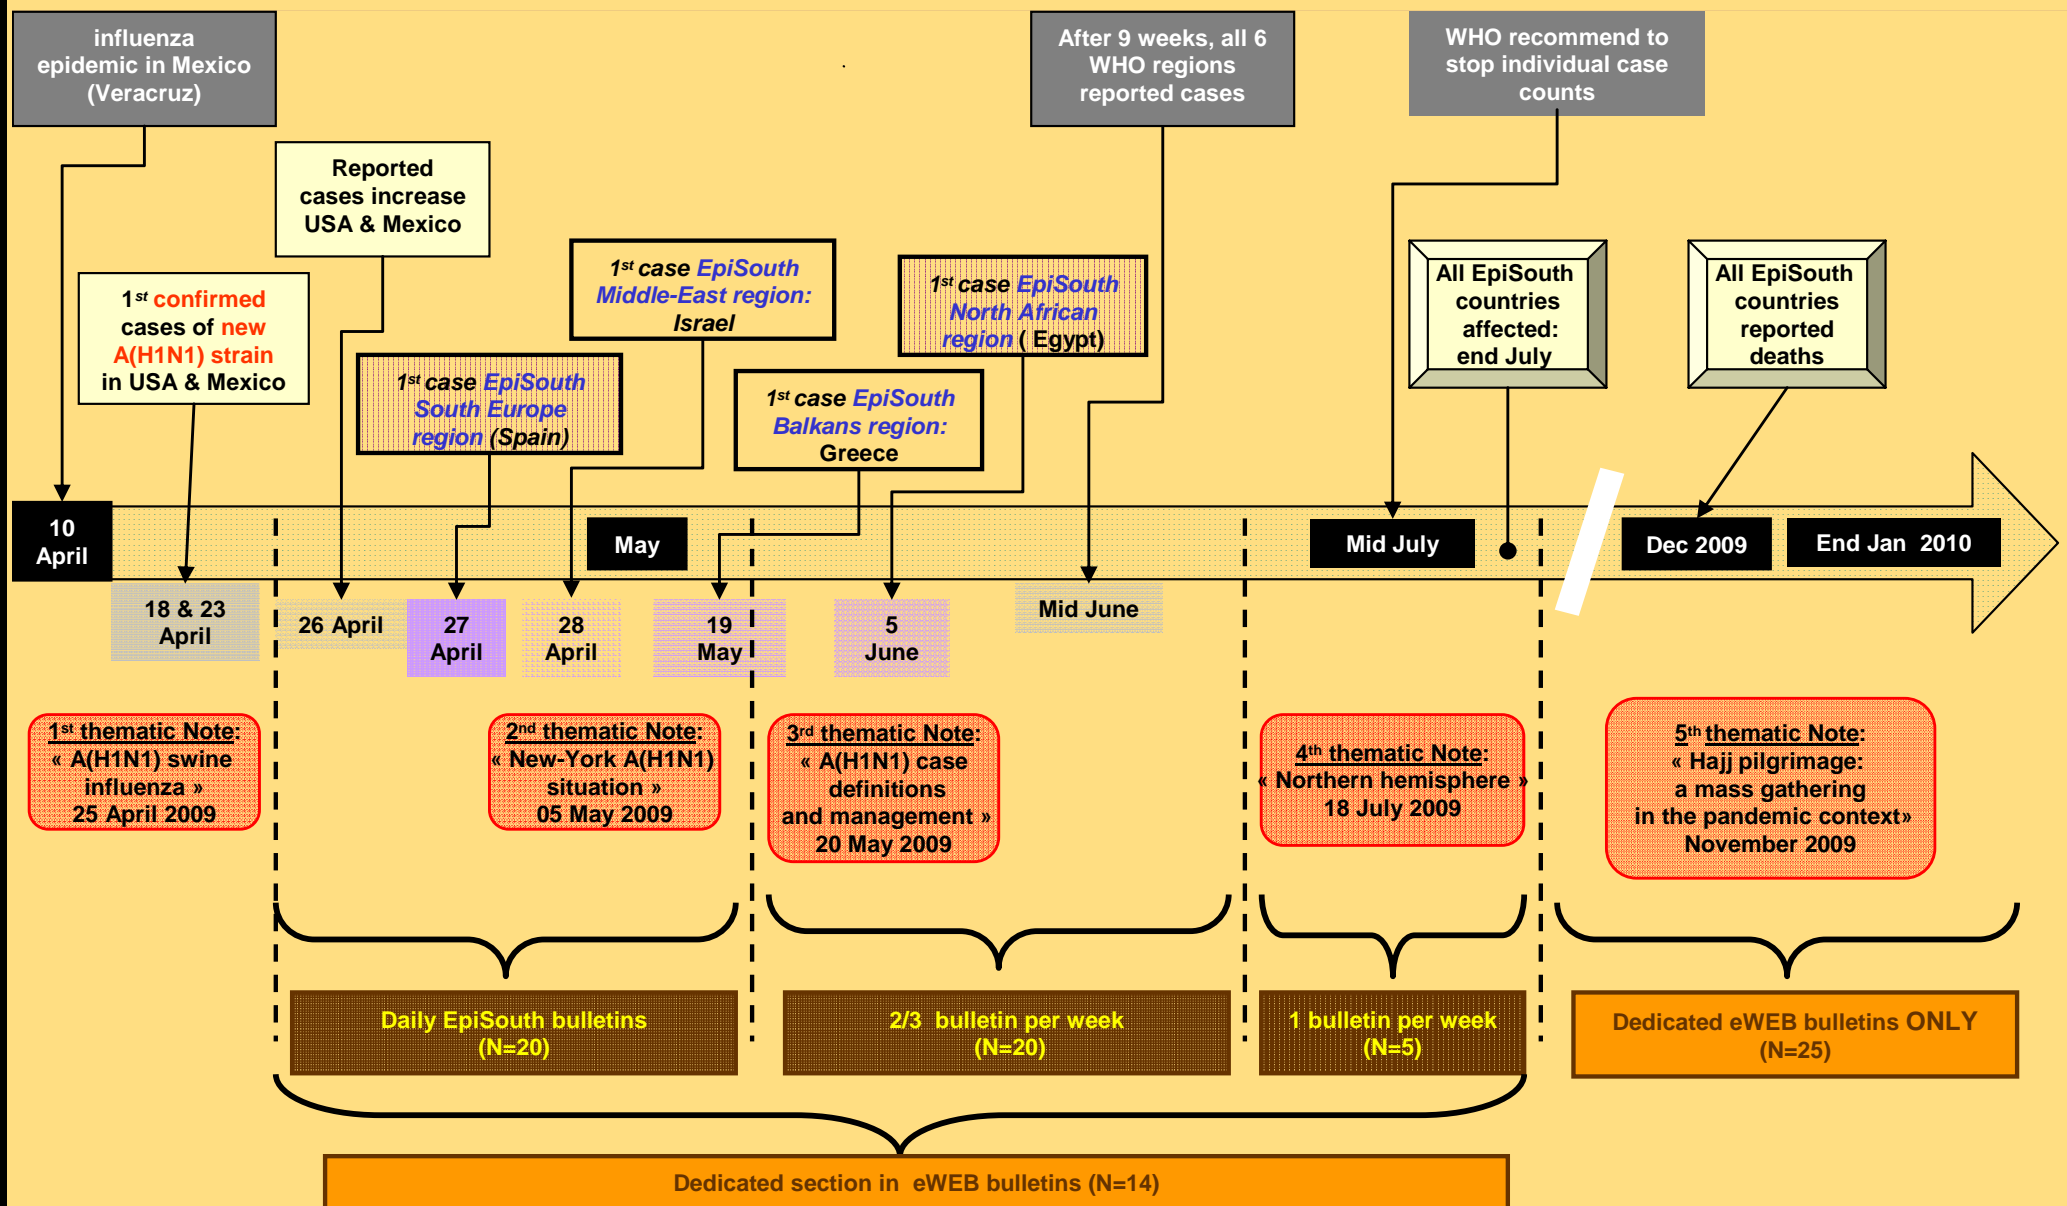 influenza
epidemic in Mexico
(Veracruz)
After 9 weeks, all 6
WHO regions
reported cases
WHO recommend to
stop individual case
counts
Reported
cases increase
USA & Mexico
1st confirmed
cases of new
A(H1N1) strain
in USA & Mexico
1st case EpiSouth
Middle-East region:
Israel
1st case EpiSouth
North African
region ( Egypt)
All EpiSouth
countries
affected:
end July
All EpiSouth
countries
reported
deaths
1st case EpiSouth
South Europe
region (Spain)
1st case EpiSouth
Balkans region:
Greece
10
April
May
Mid July
Dec 2009
End Jan 2010
18 & 23
April
26 April
27
April
28
April
19
May
5
June
Mid June
1st thematic Note:
« A(H1N1) swine
influenza »
25 April 2009
2nd thematic Note:
« New-York A(H1N1)
situation »
05 May 2009
3rd thematic Note:
« A(H1N1) case
definitions
and management »
20 May 2009
4th thematic Note:
« Northern hemisphere »
18 July 2009
5th thematic Note:
« Hajj pilgrimage:
a mass gathering
in the pandemic context»
November 2009
Daily EpiSouth bulletins
(N=20)
2/3 bulletin per week
(N=20)
1 bulletin per week
(N=5)
Dedicated eWEB bulletins ONLY
(N=25)
Dedicated section in eWEB bulletins (N=14)